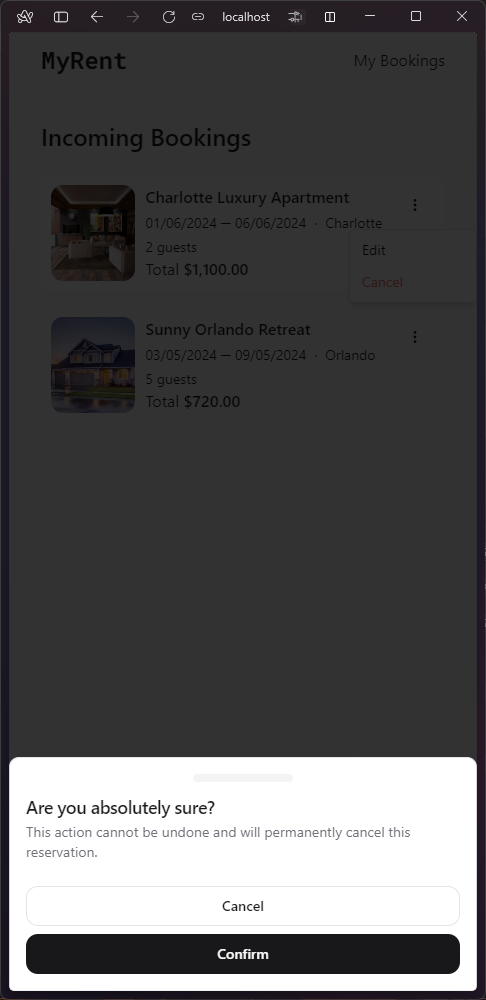 localhost
MyRent
My Bookings
Incoming Bookings
Charlotte Luxury Apartment
01/06/2024 — 06/06/2024 · Charlotte
2 guests
Total $1,100.00
Edit
Cancel
Sunny Orlando Retreat
03/05/2024 — 09/05/2024 · Orlando
5 guests
Total $720.00
Are you absolutely sure?
This action cannot be undone and will permanently cancel this
reservation.
Cancel
Confirm